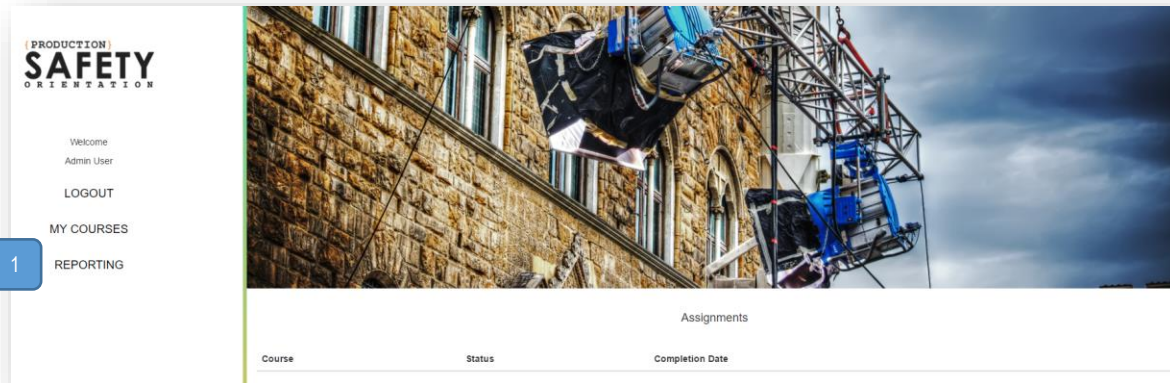 {PRODUCTION}
SAFETY
ORIENTATION
Welcome
Admin User
LOGOUT
MY COURSES
1 REPORTING
Assignments
Course Status Completion Date